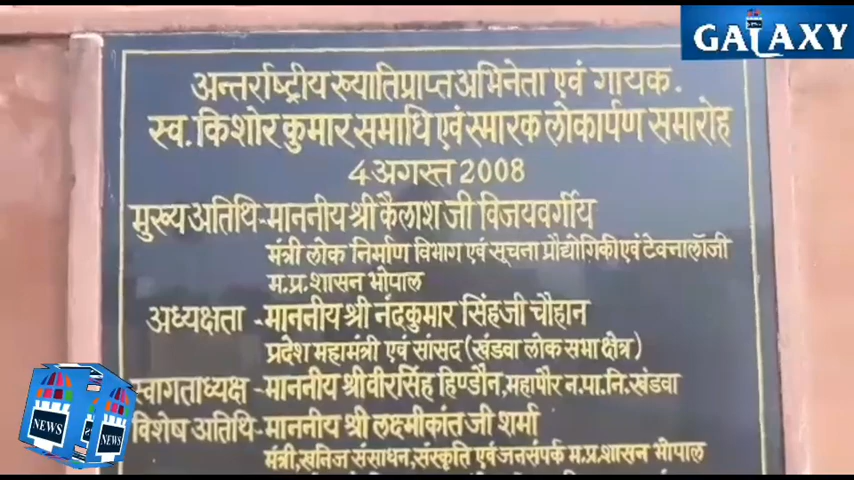 GALAXY
अन्तर्राष्ट्रीय ख्यातिप्राप्त अभिनेता एवं गायक.
स्व. किशोर कुमार समाधि एवं स्मारक लोकार्पण समारोह
4 अगस्त 2008
मुख्य अतिथि-माननीय श्री कैलाश जी विजयवर्गीय
मंत्री लोक निर्माण विभाग एवं सूचना प्रौद्योगिकी एवं टेक्नालॉजी
म.प्र.शासन भोपाल
अध्यक्षता -माननीय श्री नंदकुमार सिंह जी चौहान
प्रदेश महामंत्री एवं सांसद (खंडवा लोक सभा क्षेत्र)
स्वागताध्यक्ष -माननीय श्री वीरसिंह हिण्डौन, महापौर न.पा.नि.खंडवा
विशेष अतिथि-माननीय श्री लक्ष्मीकांत जी शर्मा
मंत्री, खनिज संसाधन, संस्कृति एवं जनसंपर्क म.प्र.शासन भोपाल
NEWS
NEWS